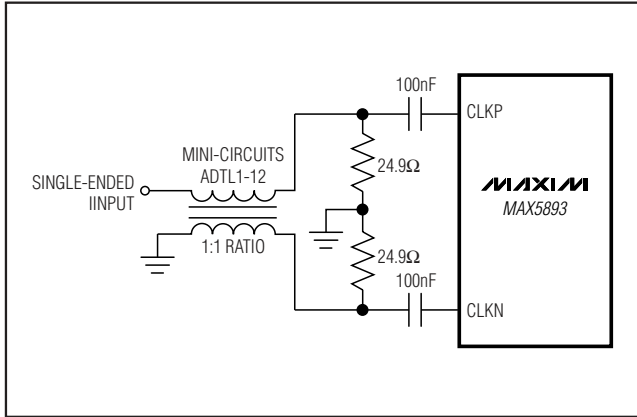 100nF
CLKP
MINI-CIRCUITS
ADTL1-12
24.9Ω
SINGLE-ENDED
IINPUT
MAXIM
MAX5893
1:1 RATIO
24.9Ω
100nF
CLKN